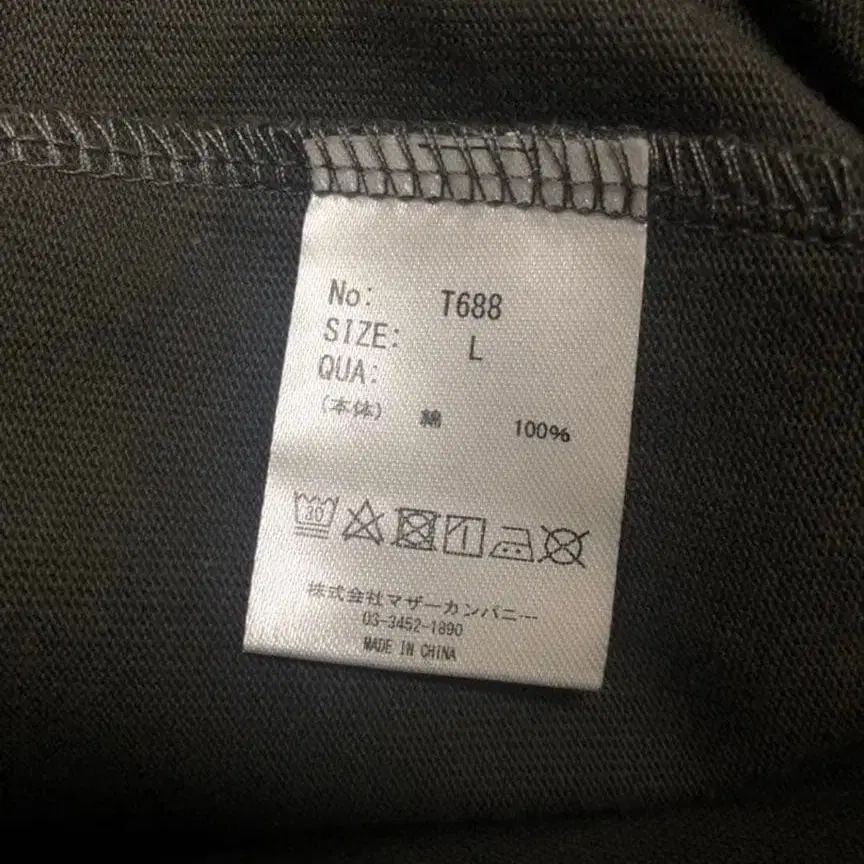 No: T688
SIZE: L
QUA:
(本体) 綿 100%
30
株式会社マザーカンパニー
03-3452-1890
MADE IN CHINA